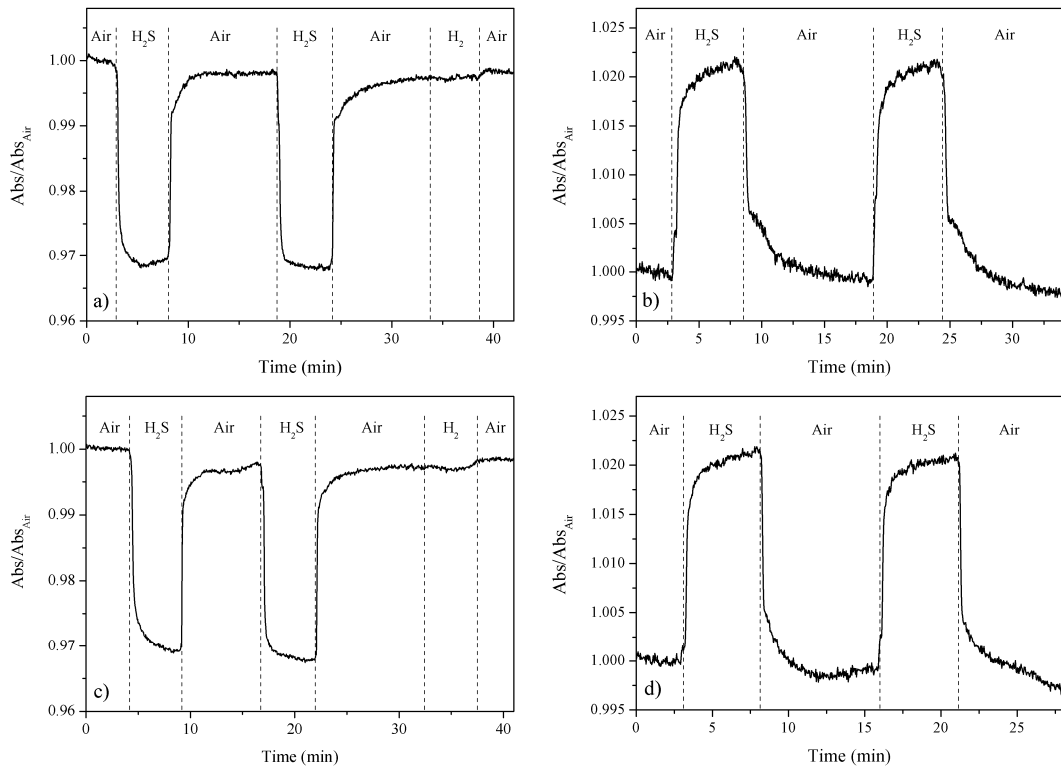 Air H₂S Air H₂S Air H₂ Air
1.00
0.99
0.98
0.97
0.96
Abs/Abs_Air
a)
0 10 20 30 40
Time (min)
Air H₂S Air H₂S Air
1.025
1.020
1.015
1.010
1.005
1.000
0.995
Abs/Abs_Air
b)
0 5 10 15 20 25 30
Time (min)
Air H₂S Air H₂S Air H₂ Air
1.00
0.99
0.98
0.97
0.96
Abs/Abs_Air
c)
0 10 20 30 40
Time (min)
Air H₂S Air H₂S Air
1.025
1.020
1.015
1.010
1.005
1.000
0.995
Abs/Abs_Air
d)
0 5 10 15 20 25
Time (min)